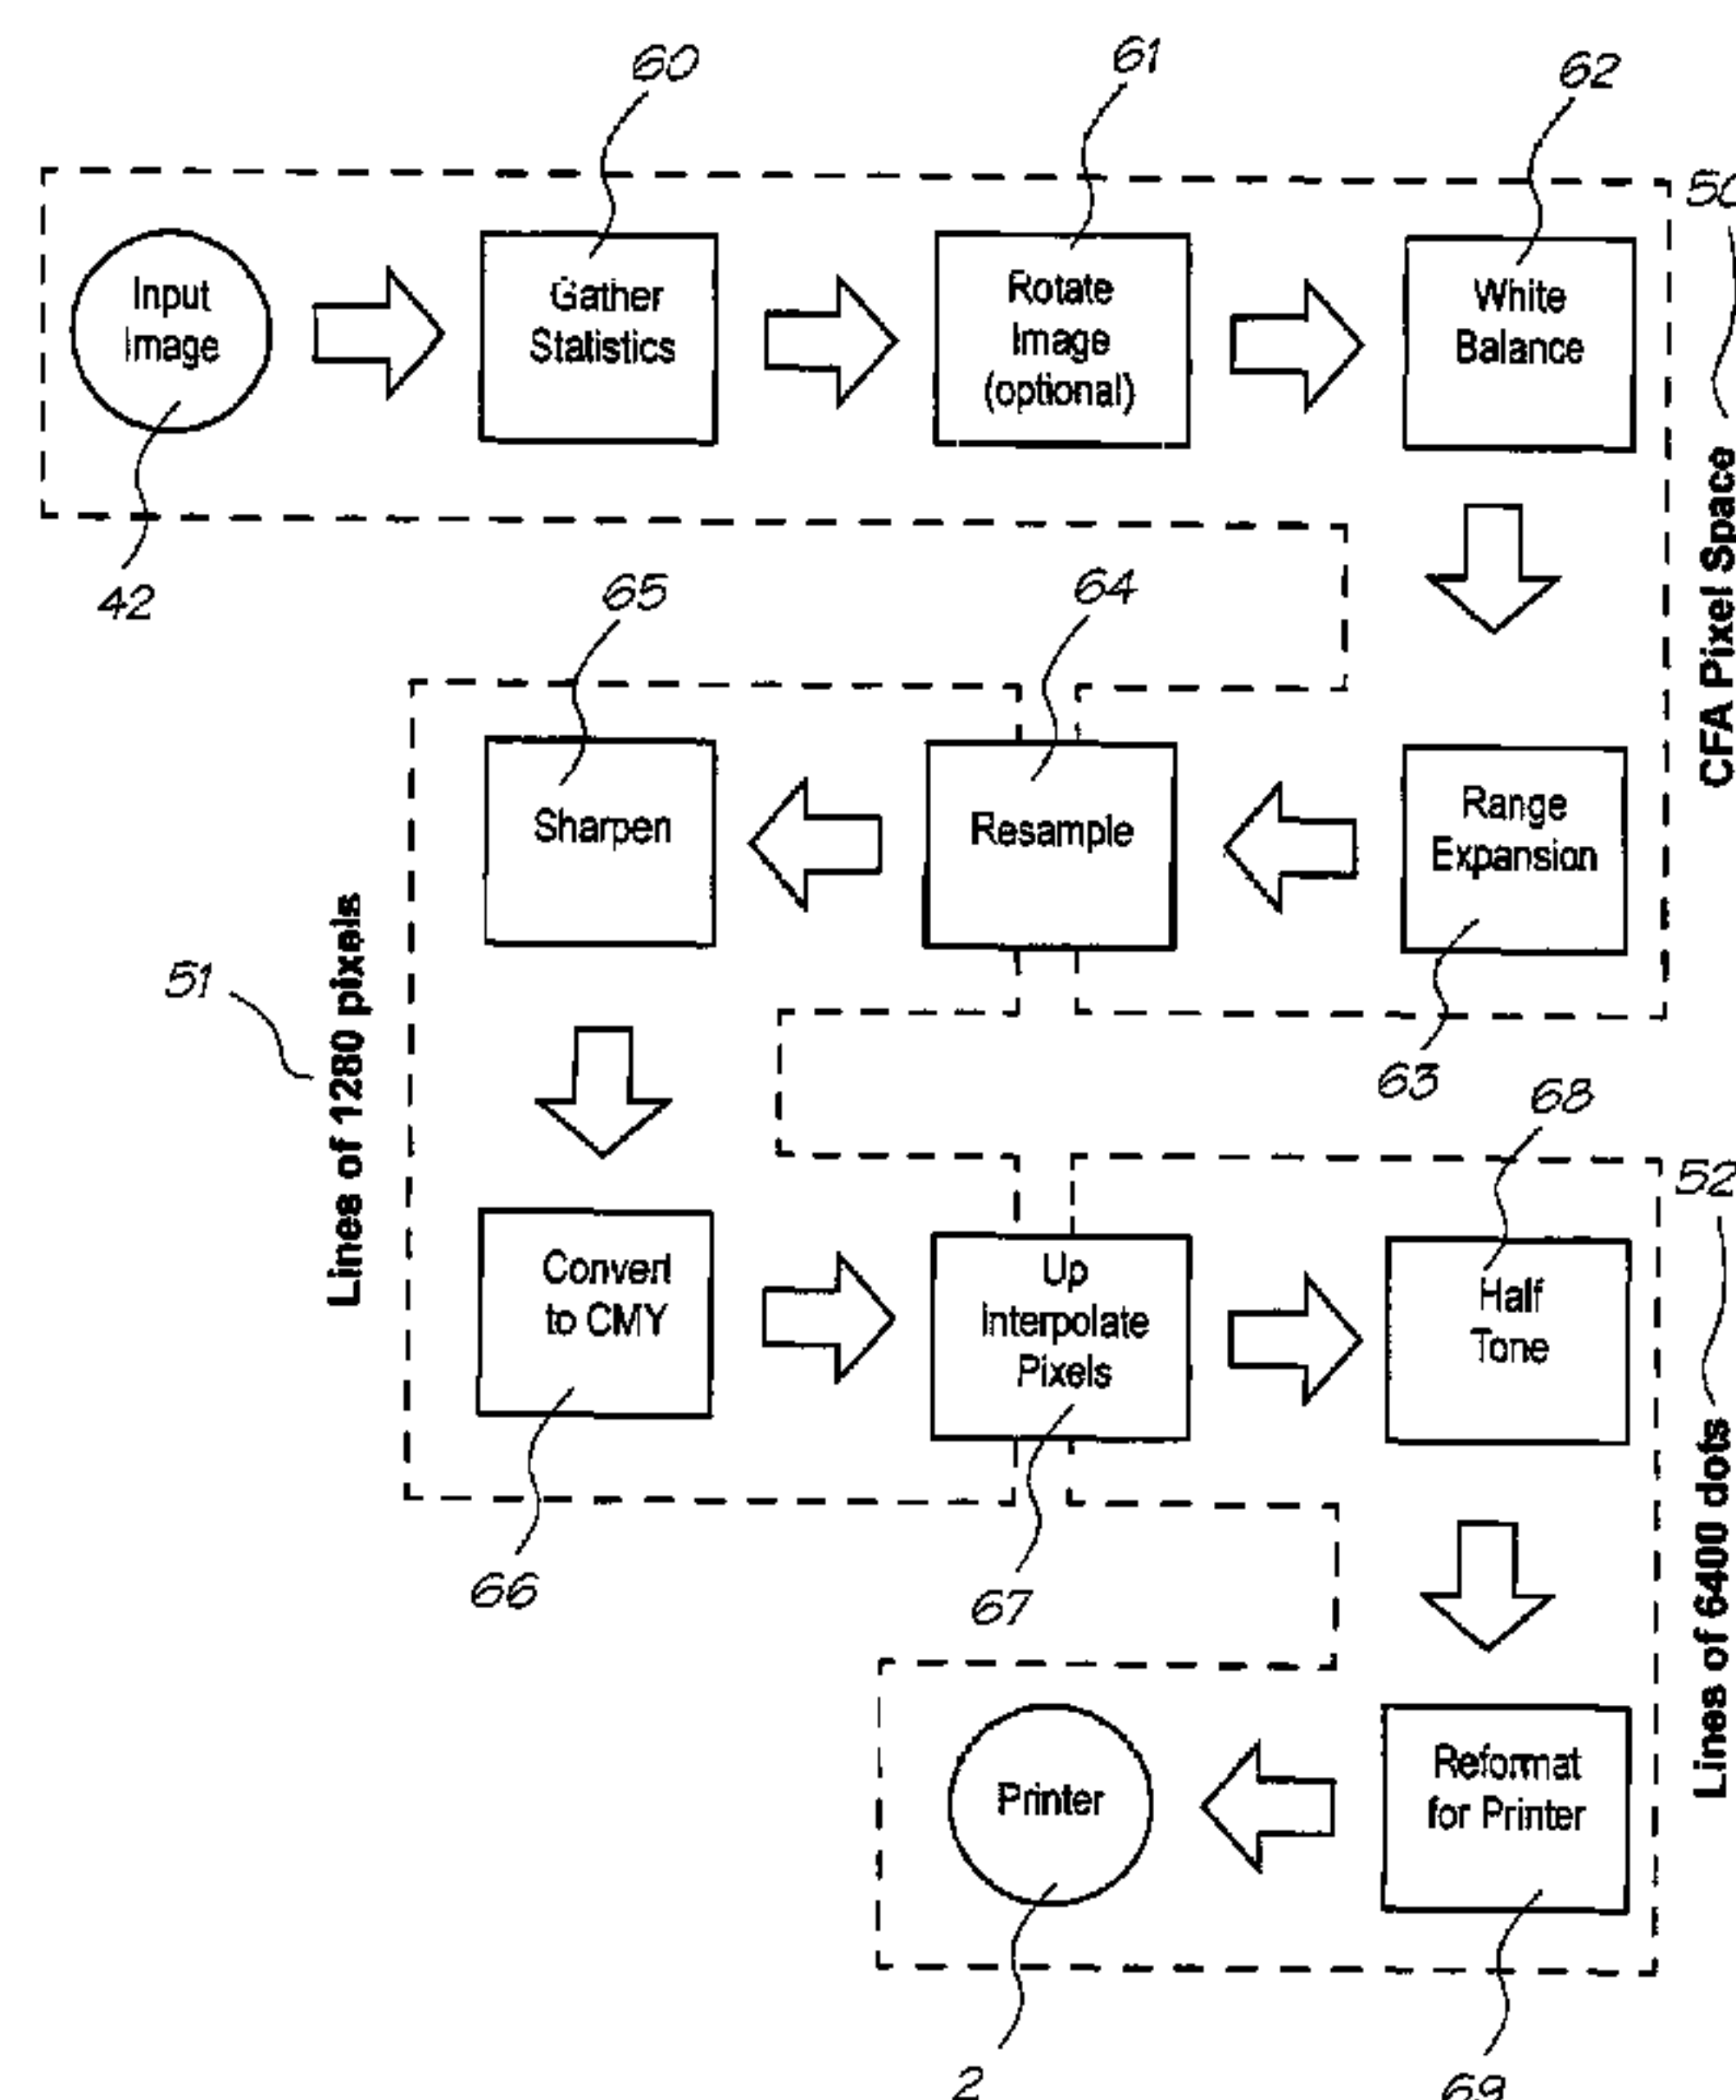 60
61
62
50
Input
Image
Gather
Statistics
Rotate
Image
(optional)
White
Balance
42
CFA Pixel Space
65
64
Sharpen
Resample
Range
Expansion
63
51
Lines of 1280 pixels
68
52
Convert
to CMY
Up
Interpolate
Pixels
Half
Tone
66
67
Lines of 6400 dots
Printer
Reformat
for Printer
2
69